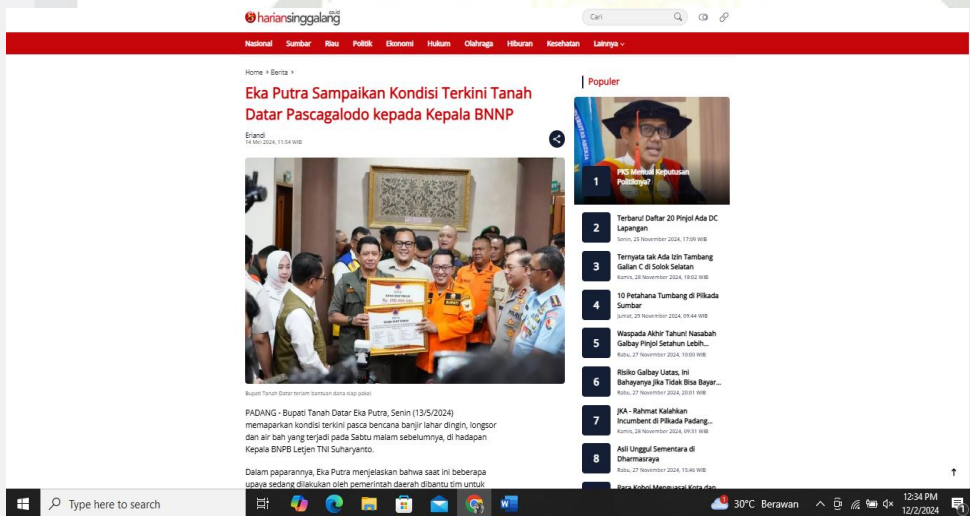 hariansinggalang
.co.id
Cari
Nasional Sumbar Riau Politik Ekonomi Hukum Olahraga Hiburan Kesehatan Lainnya
Home Berita
Eka Putra Sampaikan Kondisi Terkini Tanah
Datar Pascagalodo kepada Kepala BNNP
Eriandi
14 Mei 2024, 11:54 WIB
BUPATI
Bupati Tanah Datar teriam bantuan dana siap pakai
PADANG - Bupati Tanah Datar Eka Putra, Senin (13/5/2024)
memaparkan kondisi terkini pasca bencana banjir lahar dingin, longsor
dan air bah yang terjadi pada Sabtu malam sebelumnya, di hadapan
Kepala BNPB Letjen TNI Suharyanto.
Dalam paparannya, Eka Putra menjelaskan bahwa saat ini beberapa
upaya sedang dilakukan oleh pemerintah daerah dibantu tim untuk
Populer
1
PKS Menuai Keputusan
Politiknya?
2
Terbaru! Daftar 20 Pinjol Ada DC
Lapangan
Senin, 25 November 2024, 17:09 WIB
3
Ternyata tak Ada Izin Tambang
Galian C di Solok Selatan
Kamis, 28 November 2024, 18:02 WIB
4
10 Petahana Tumbang di Pilkada
Sumbar
Jumat, 29 November 2024, 09:44 WIB
5
Waspada Akhir Tahun! Nasabah
Galbay Pinjol Setahun Lebih...
Rabu, 27 November 2024, 10:00 WIB
6
Risiko Galbay Uatas, Ini
Bahayanya Jika Tidak Bisa Bayar...
Rabu, 27 November 2024, 20:01 WIB
7
JKA - Rahmat Kalahkan
Incumbent di Pilkada Padang...
Kamis, 28 November 2024, 09:31 WIB
8
Asli Unggul Sementara di
Dharmasraya
Rabu, 27 November 2024, 15:46 WIB
Para Koboi Menguasai Kota dan
Type here to search
30°C Berawan
12:34 PM
12/2/2024